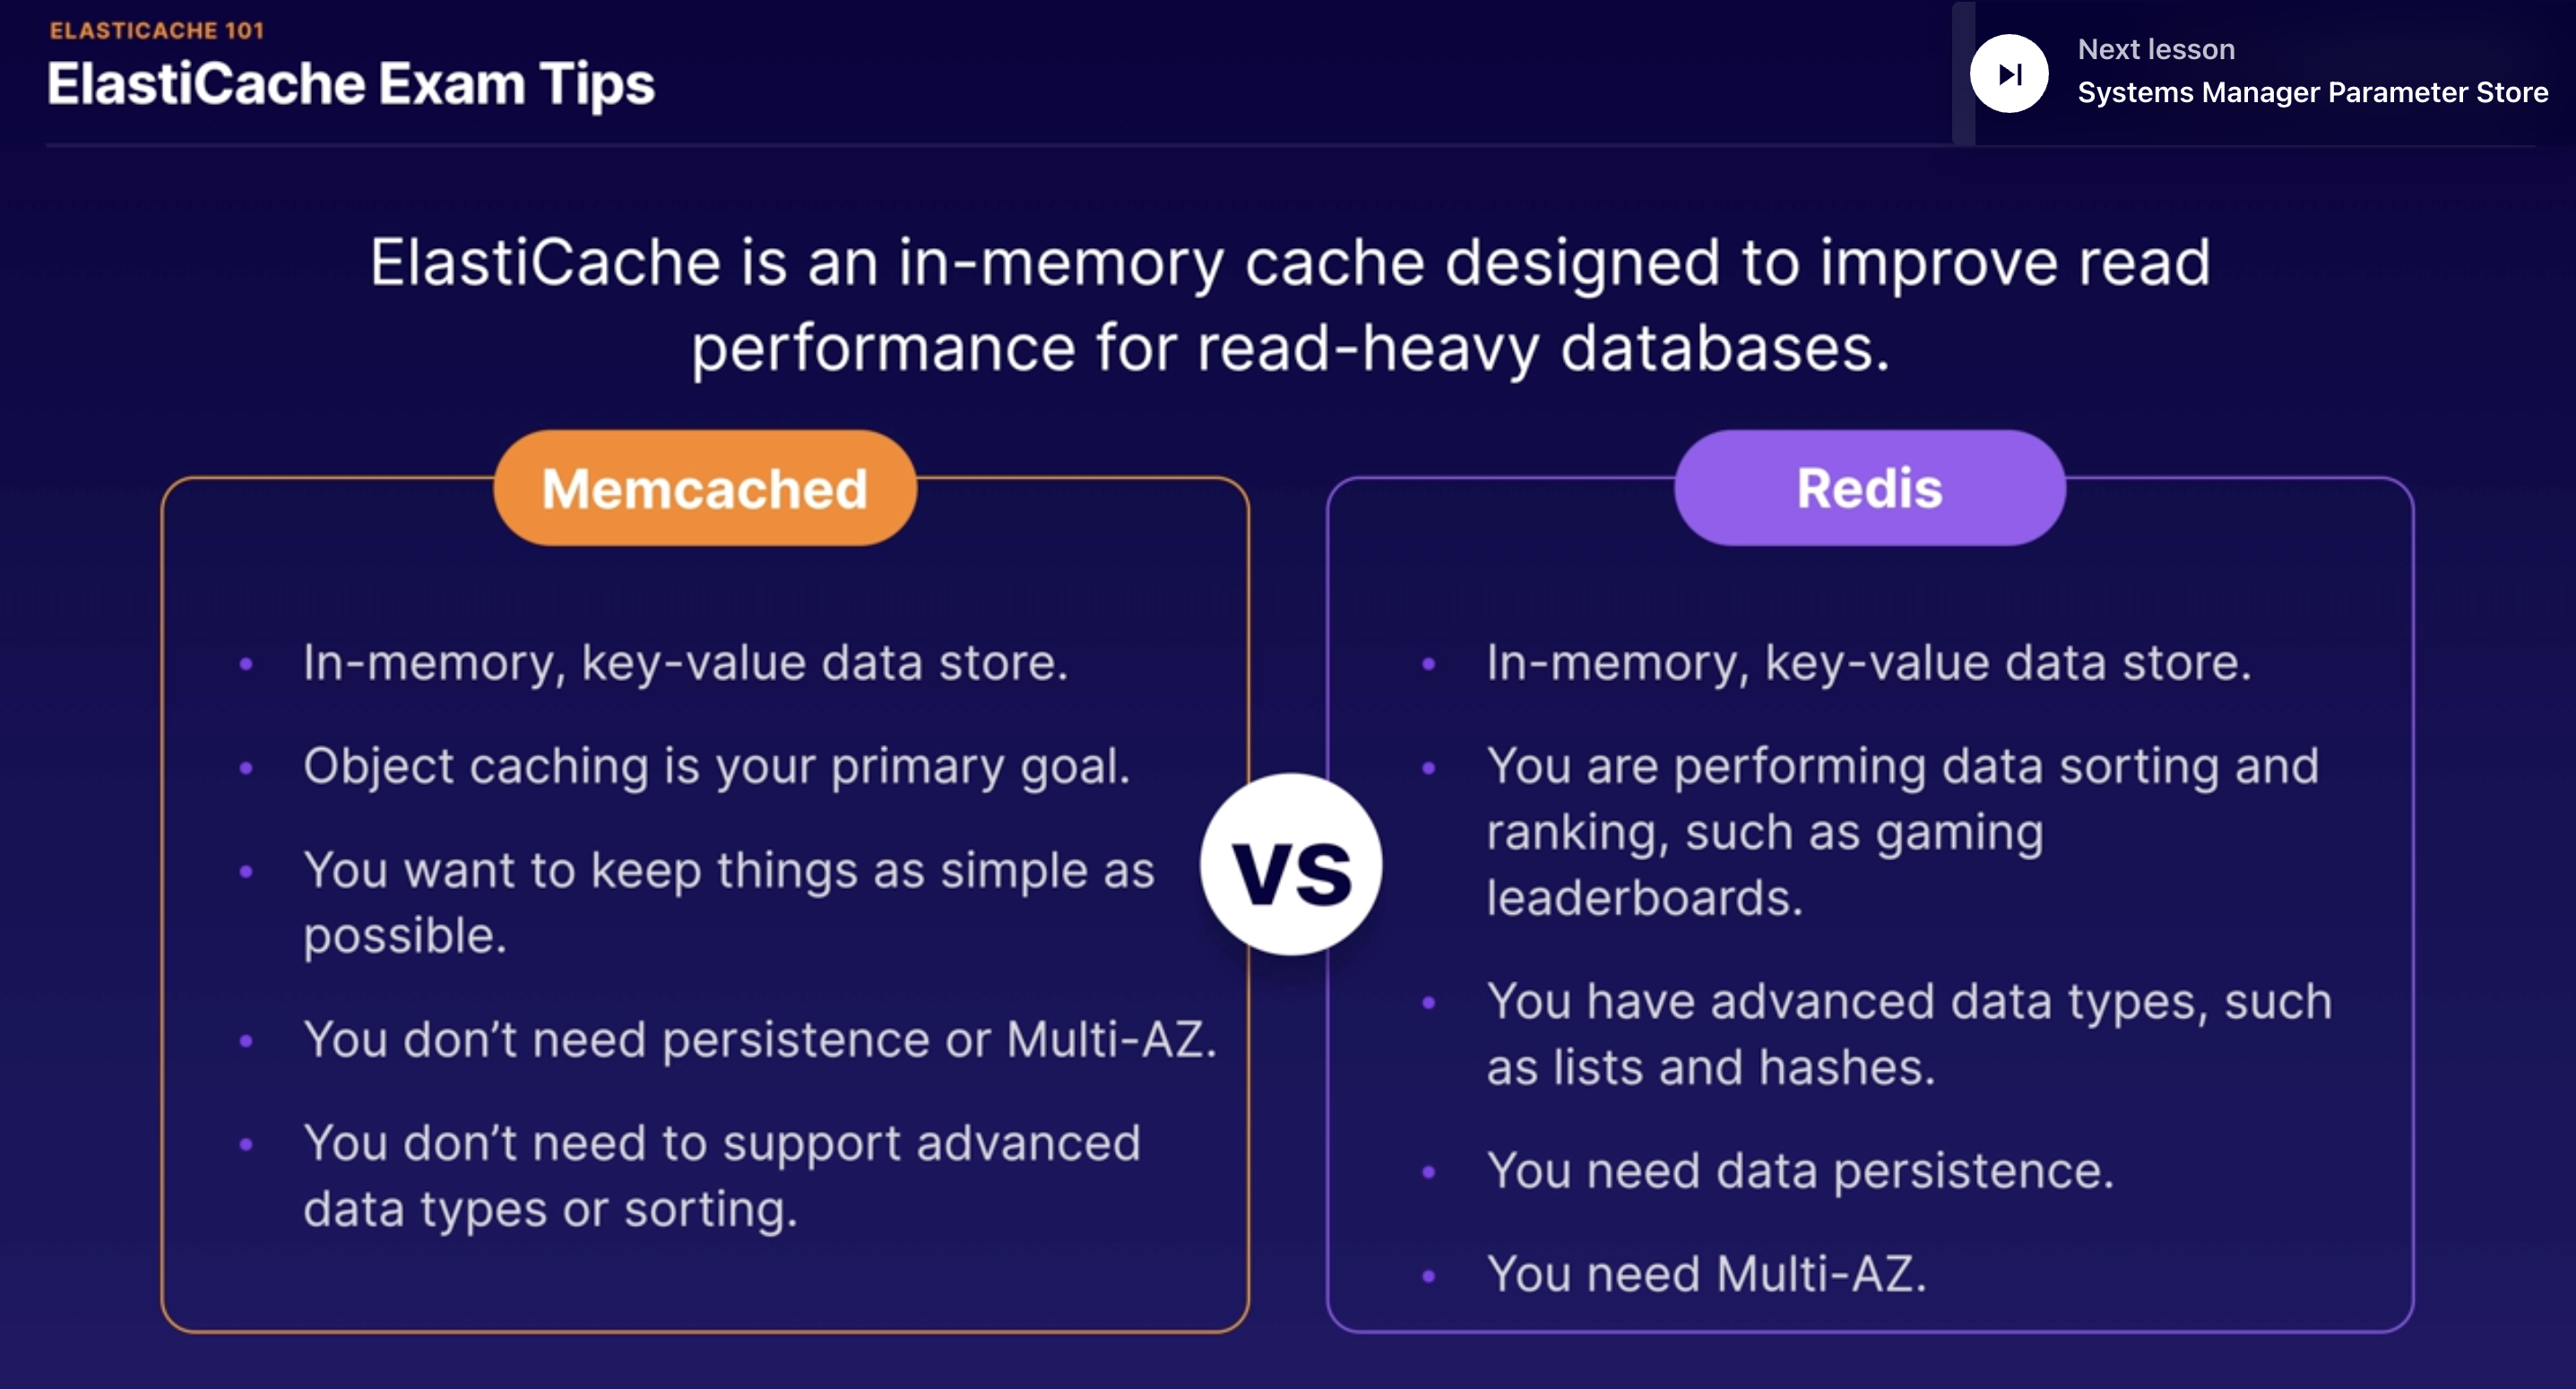 ELASTICACHE 101
ElastiCache Exam Tips
Next lesson
Systems Manager Parameter Store
ElastiCache is an in-memory cache designed to improve read
performance for read-heavy databases.
Memcached
• In-memory, key-value data store.
• Object caching is your primary goal.
• You want to keep things as simple as
possible.
• You don’t need persistence or Multi-AZ.
• You don’t need to support advanced
data types or sorting.
vs
Redis
• In-memory, key-value data store.
• You are performing data sorting and
ranking, such as gaming
leaderboards.
• You have advanced data types, such
as lists and hashes.
• You need data persistence.
• You need Multi-AZ.